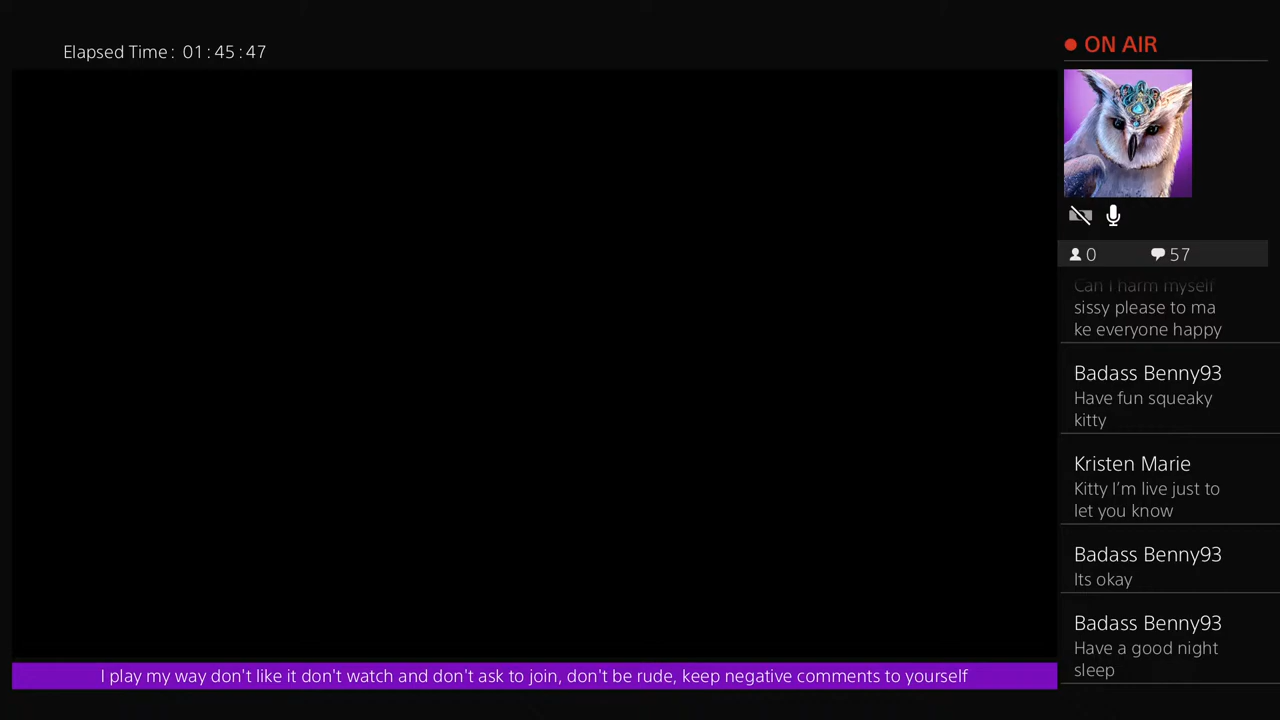 Elapsed Time: 01:45:47
ON AIR
0 57
Can I harm myself
sissy please to ma
ke everyone happy
Badass Benny93
Have fun squeaky
kitty
Kristen Marie
Kitty I'm live just to
let you know
Badass Benny93
Its okay
Badass Benny93
Have a good night
sleep
I play my way don't like it don't watch and don't ask to join, don't be rude, keep negative comments to yourself